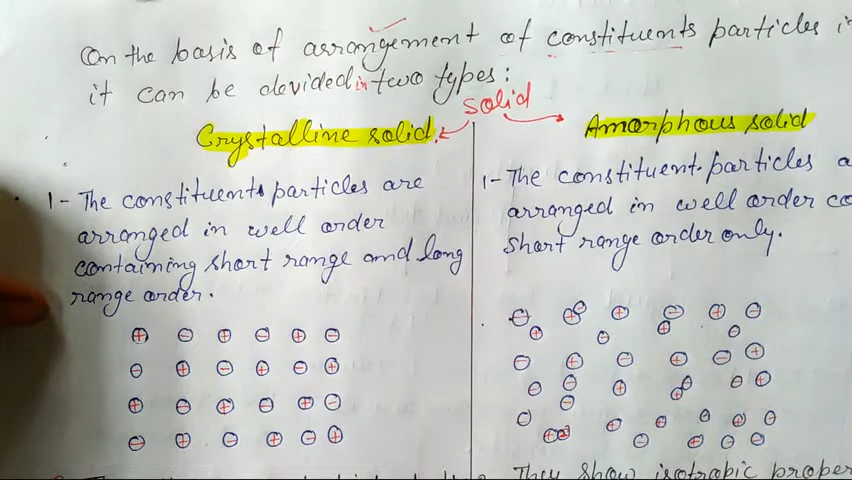 On the basis of arrangement of constituents particles
it can be devided in two types:
solid
Crystalline solid.
Amorphous solid
1- The constituents particles are
arranged in well order
containing short range and long
range order.
1- The constituent particles
arranged in well order
short range order only.
They show isotropic